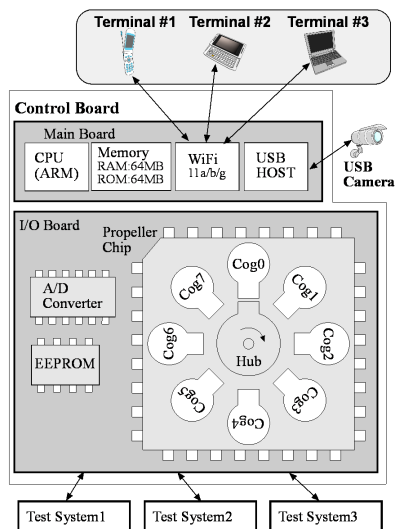 Terminal #1 Terminal #2 Terminal #3
Control Board
Main Board
CPU
(ARM)
Memory
RAM:64MB
ROM:64MB
WiFi
11a/b/g
USB
HOST
USB
Camera
I/O Board
Propeller
Chip
A/D
Converter
EEPROM
Cog0
Cog1
Cog2
Cog3
Cog4
Cog5
Cog6
Cog7
Hub
Test System1 Test System2 Test System3